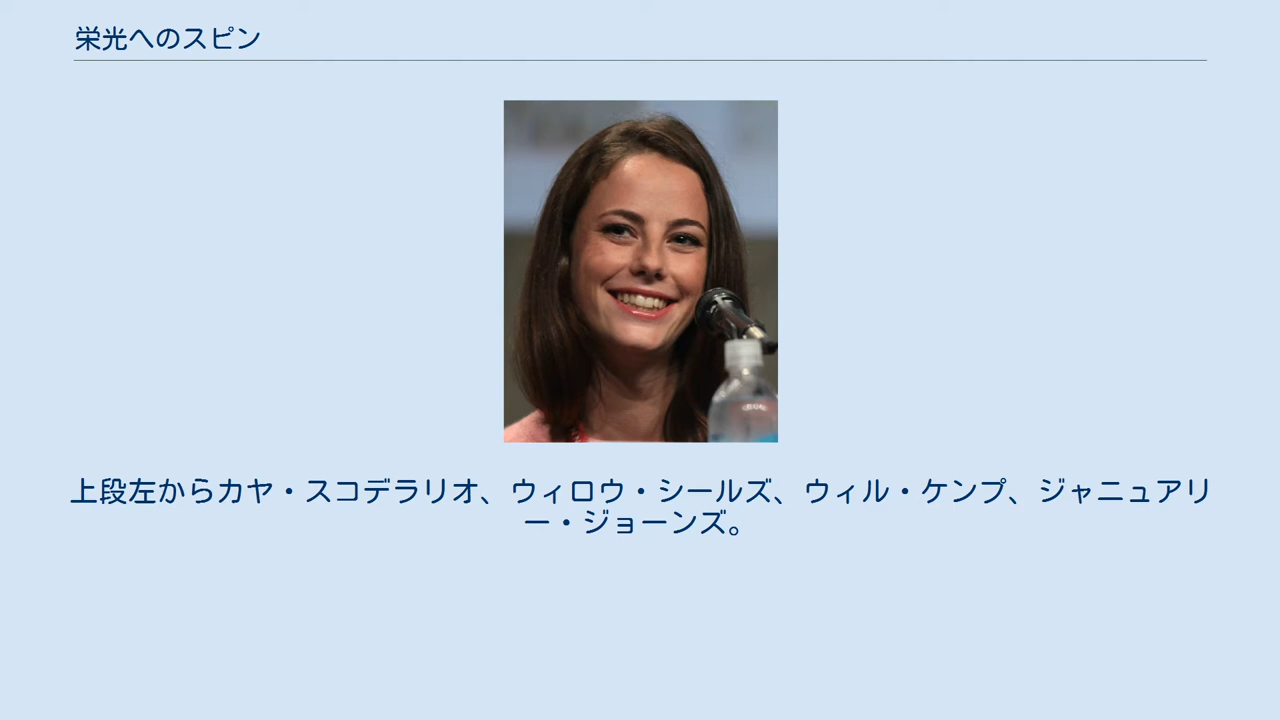 栄光へのスピン
上段左からカヤ・スコデラリオ、ウィロウ・シールズ、ウィル・ケンプ、ジャニュアリ
ー・ジョーンズ。